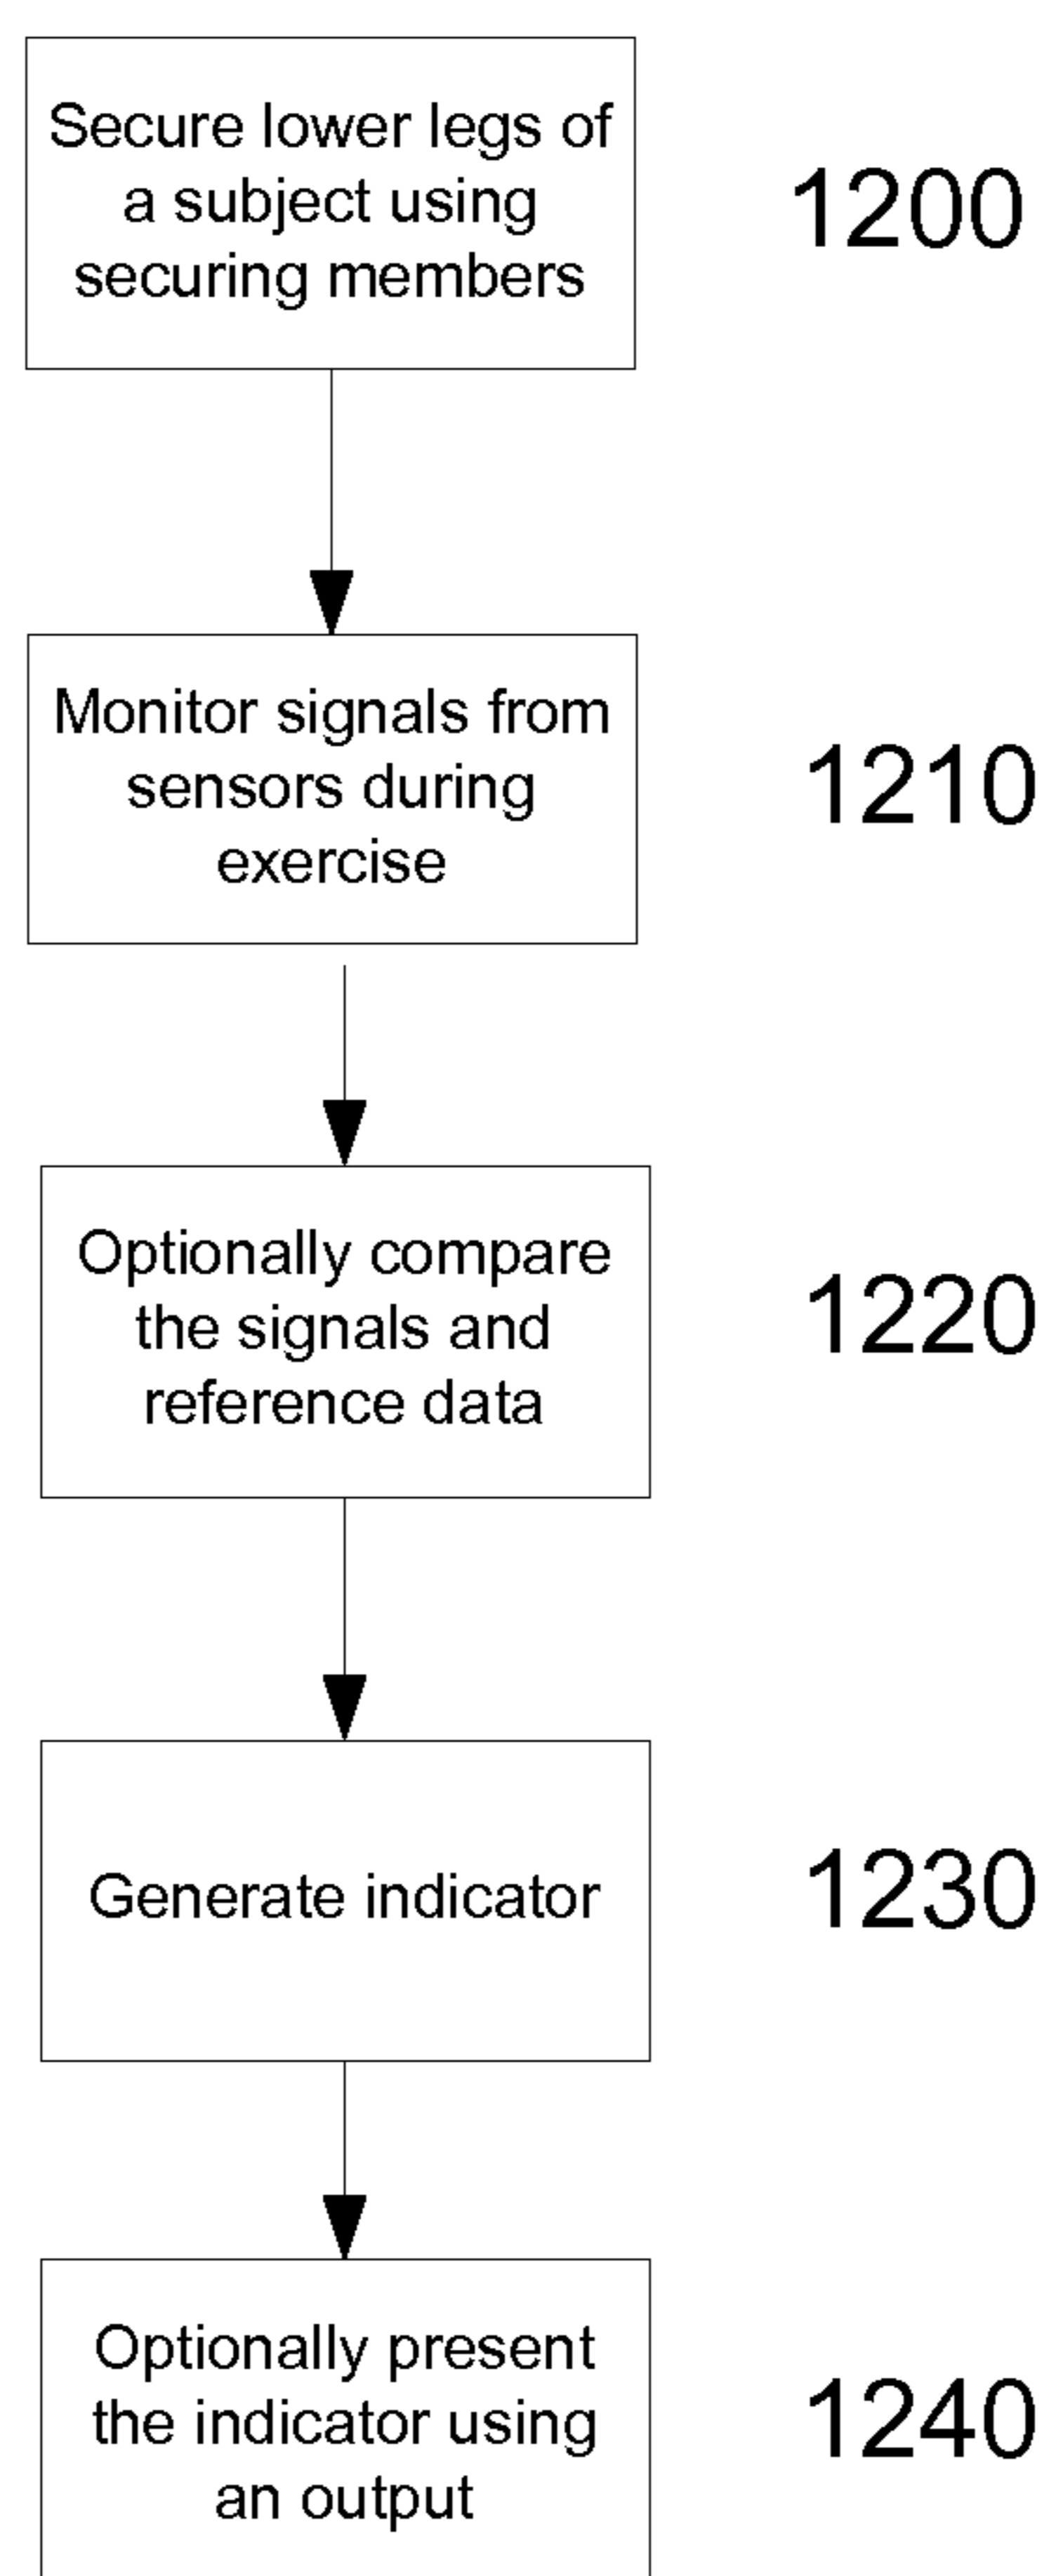 Secure lower legs of
a subject using
securing members
1200
Monitor signals from
sensors during
exercise
1210
Optionally compare
the signals and
reference data
1220
Generate indicator
1230
Optionally present
the indicator using
an output
1240